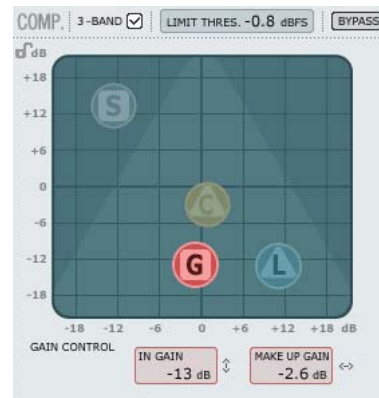 COMP. 3-BAND LIMIT THRES. -0.8 dBFS BYPASS
dB
+18
+12
S
+6
0
C
-6
-12
G L
-18
-18 -12 -6 0 +6 +12 +18 dB
GAIN CONTROL
IN GAIN MAKE UP GAIN
-13 dB -2.6 dB